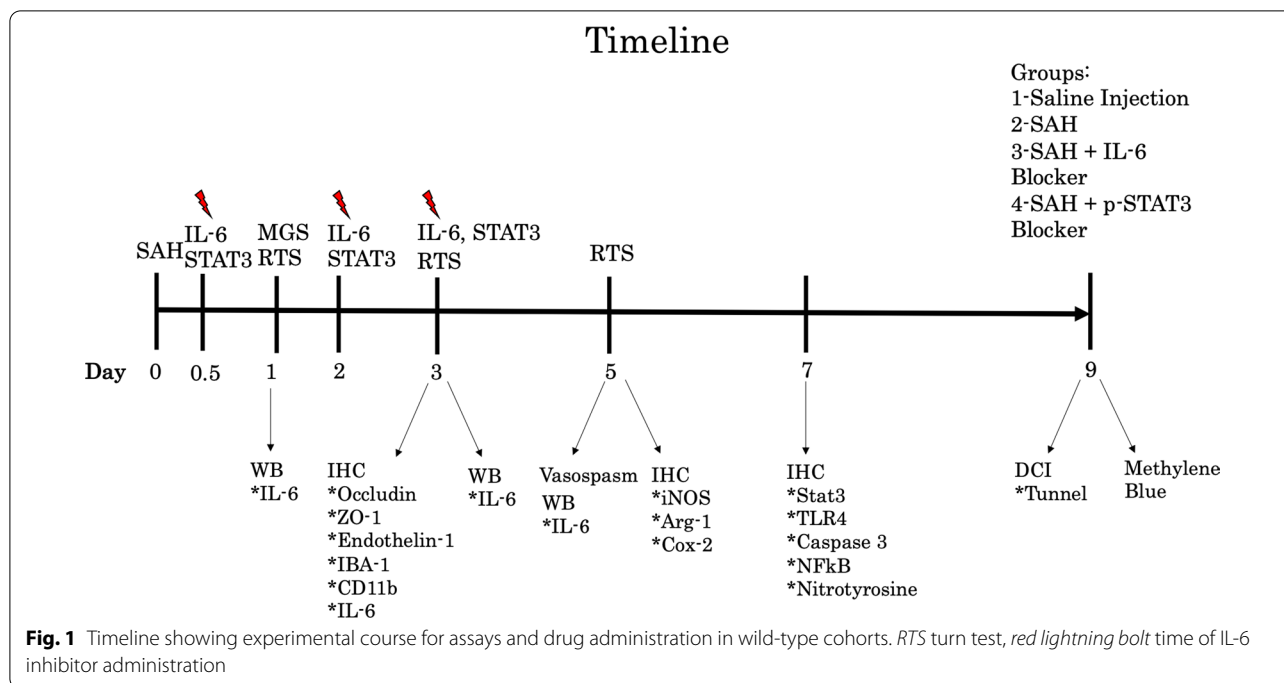 Timeline
Groups:
1-Saline Injection
2-SAH
3-SAH + IL-6
Blocker
4-SAH + p-STAT3
Blocker
SAH
IL-6
STAT3
MGS
RTS
IL-6
STAT3
IL-6, STAT3
RTS
RTS
Day 0 0.5 1 2 3 5 7 9
WB
*IL-6
IHC
*Occludin
*ZO-1
*Endothelin-1
*IBA-1
*CD11b
*IL-6
WB
*IL-6
Vasospasm
WB
*IL-6
IHC
*iNOS
*Arg-1
*Cox-2
IHC
*Stat3
*TLR4
*Caspase 3
*NFkB
*Nitrotyrosine
DCI
*Tunnel
Methylene
Blue
Fig. 1 Timeline showing experimental course for assays and drug administration in wild-type cohorts. RTS turn test, red lightning bolt time of IL-6
inhibitor administration